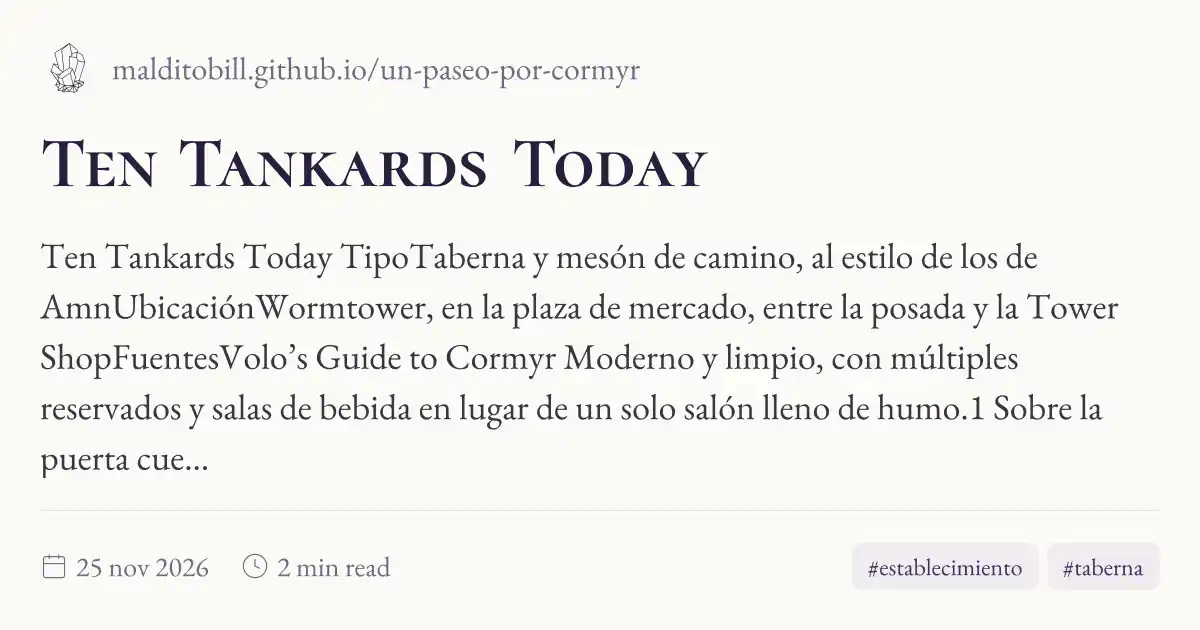 malditobill.github.io/un-paseo-por-cormyr
Ten Tankards Today
Ten Tankards Today TipoTaberna y mesón de camino, al estilo de los de
AmnUbicaciónWormtower, en la plaza de mercado, entre la posada y la Tower
ShopFuentesVolo’s Guide to Cormyr Moderno y limpio, con múltiples
reservados y salas de bebida en lugar de un solo salón lleno de humo.1 Sobre la
puerta cue...
25 nov 2026 2 min read #establecimiento #taberna